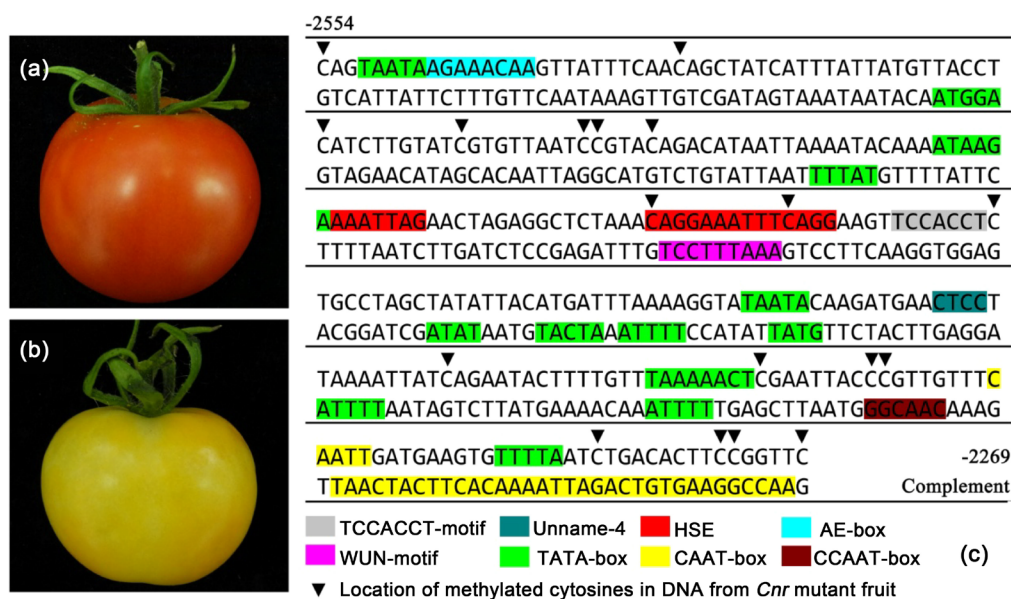 (a)
(b)
-2554
CAGTAATAAGAAACAAGTTATTTCAACAGCTATCATTTATTATGTTACCT
GTCATTATTCTTTGTTCAATAAAGTTGTCGATAGTAAATAATACAATGGA
CATCTTGTATCGTGTTAATCCGTACAGACATAATTAAAATACAAAATAAG
GTAGAACATAGCACAATTAGGCATGTCTGTATTAATTTTATGTTTTATTC
AAAATTAGAACTAGAGGCTCTAAACAGGAAATTTCAGGAAGTTCCACCTC
TTTTAATCTTGATCTCCGAGATTTGTCCTTTAAAGTCCTTCAAGGTGGAG
TGCCTAGCTATATTACATGATTTAAAAGGTATAATACAAGATGAACTCCT
ACGGATCGATATAATGTACTAAATTTTCCATATTATGTTCTACTTGAGGA
TAAAATTATCAGAATACTTTTGTTTAAAAACTCGAATTACCCGTTGTTTC
ATTTTAATAGTCTTATGAAAACAAATTTTTGAGCTTAATGGGCAACAAAG
AATTGATGAAGTGTTTTAATCTGACACTTCCGGTTC -2269
TTAACTACTTCACAAAATTAGACTGTGAAGGCCAAG Complement
TCCACCT-motif Unname-4 HSE AE-box
WUN-motif TATA-box CAAT-box CCAAT-box (c)
▼ Location of methylated cytosines in DNA from Cnr mutant fruit